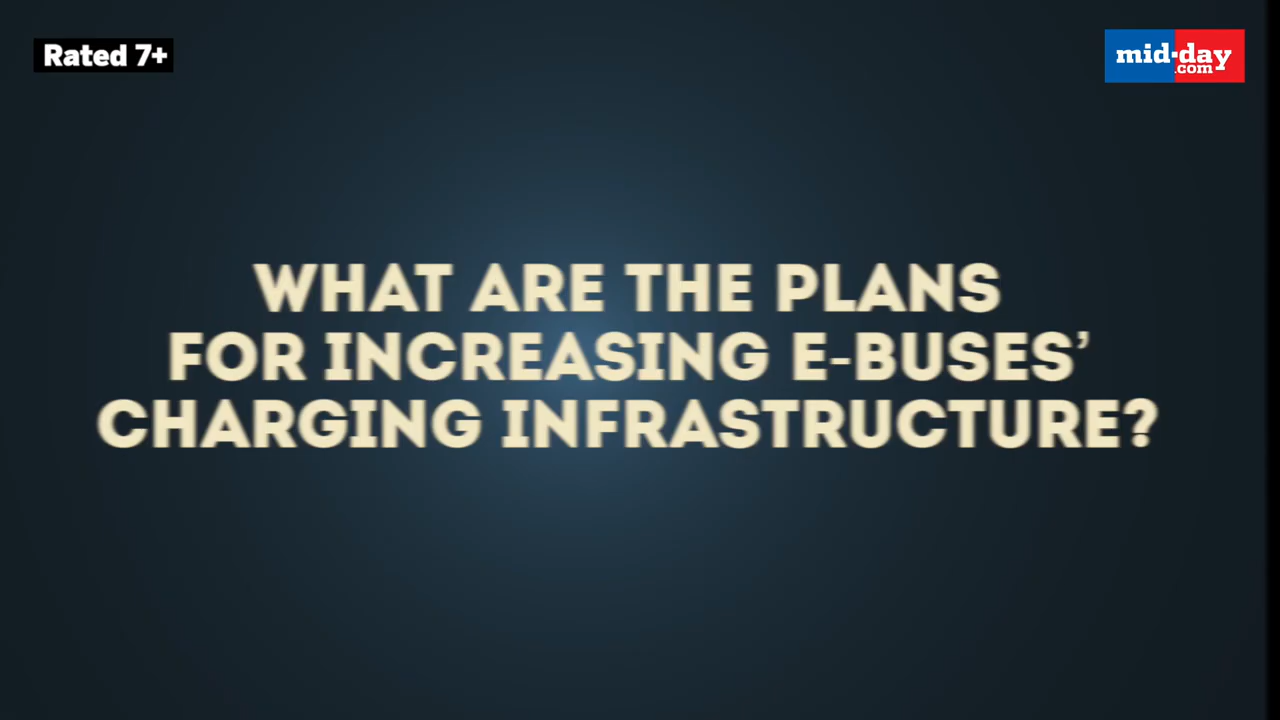 Rated 7+
mid-day
.com
WHAT ARE THE PLANS
FOR INCREASING E-BUSES’
CHARGING INFRASTRUCTURE?